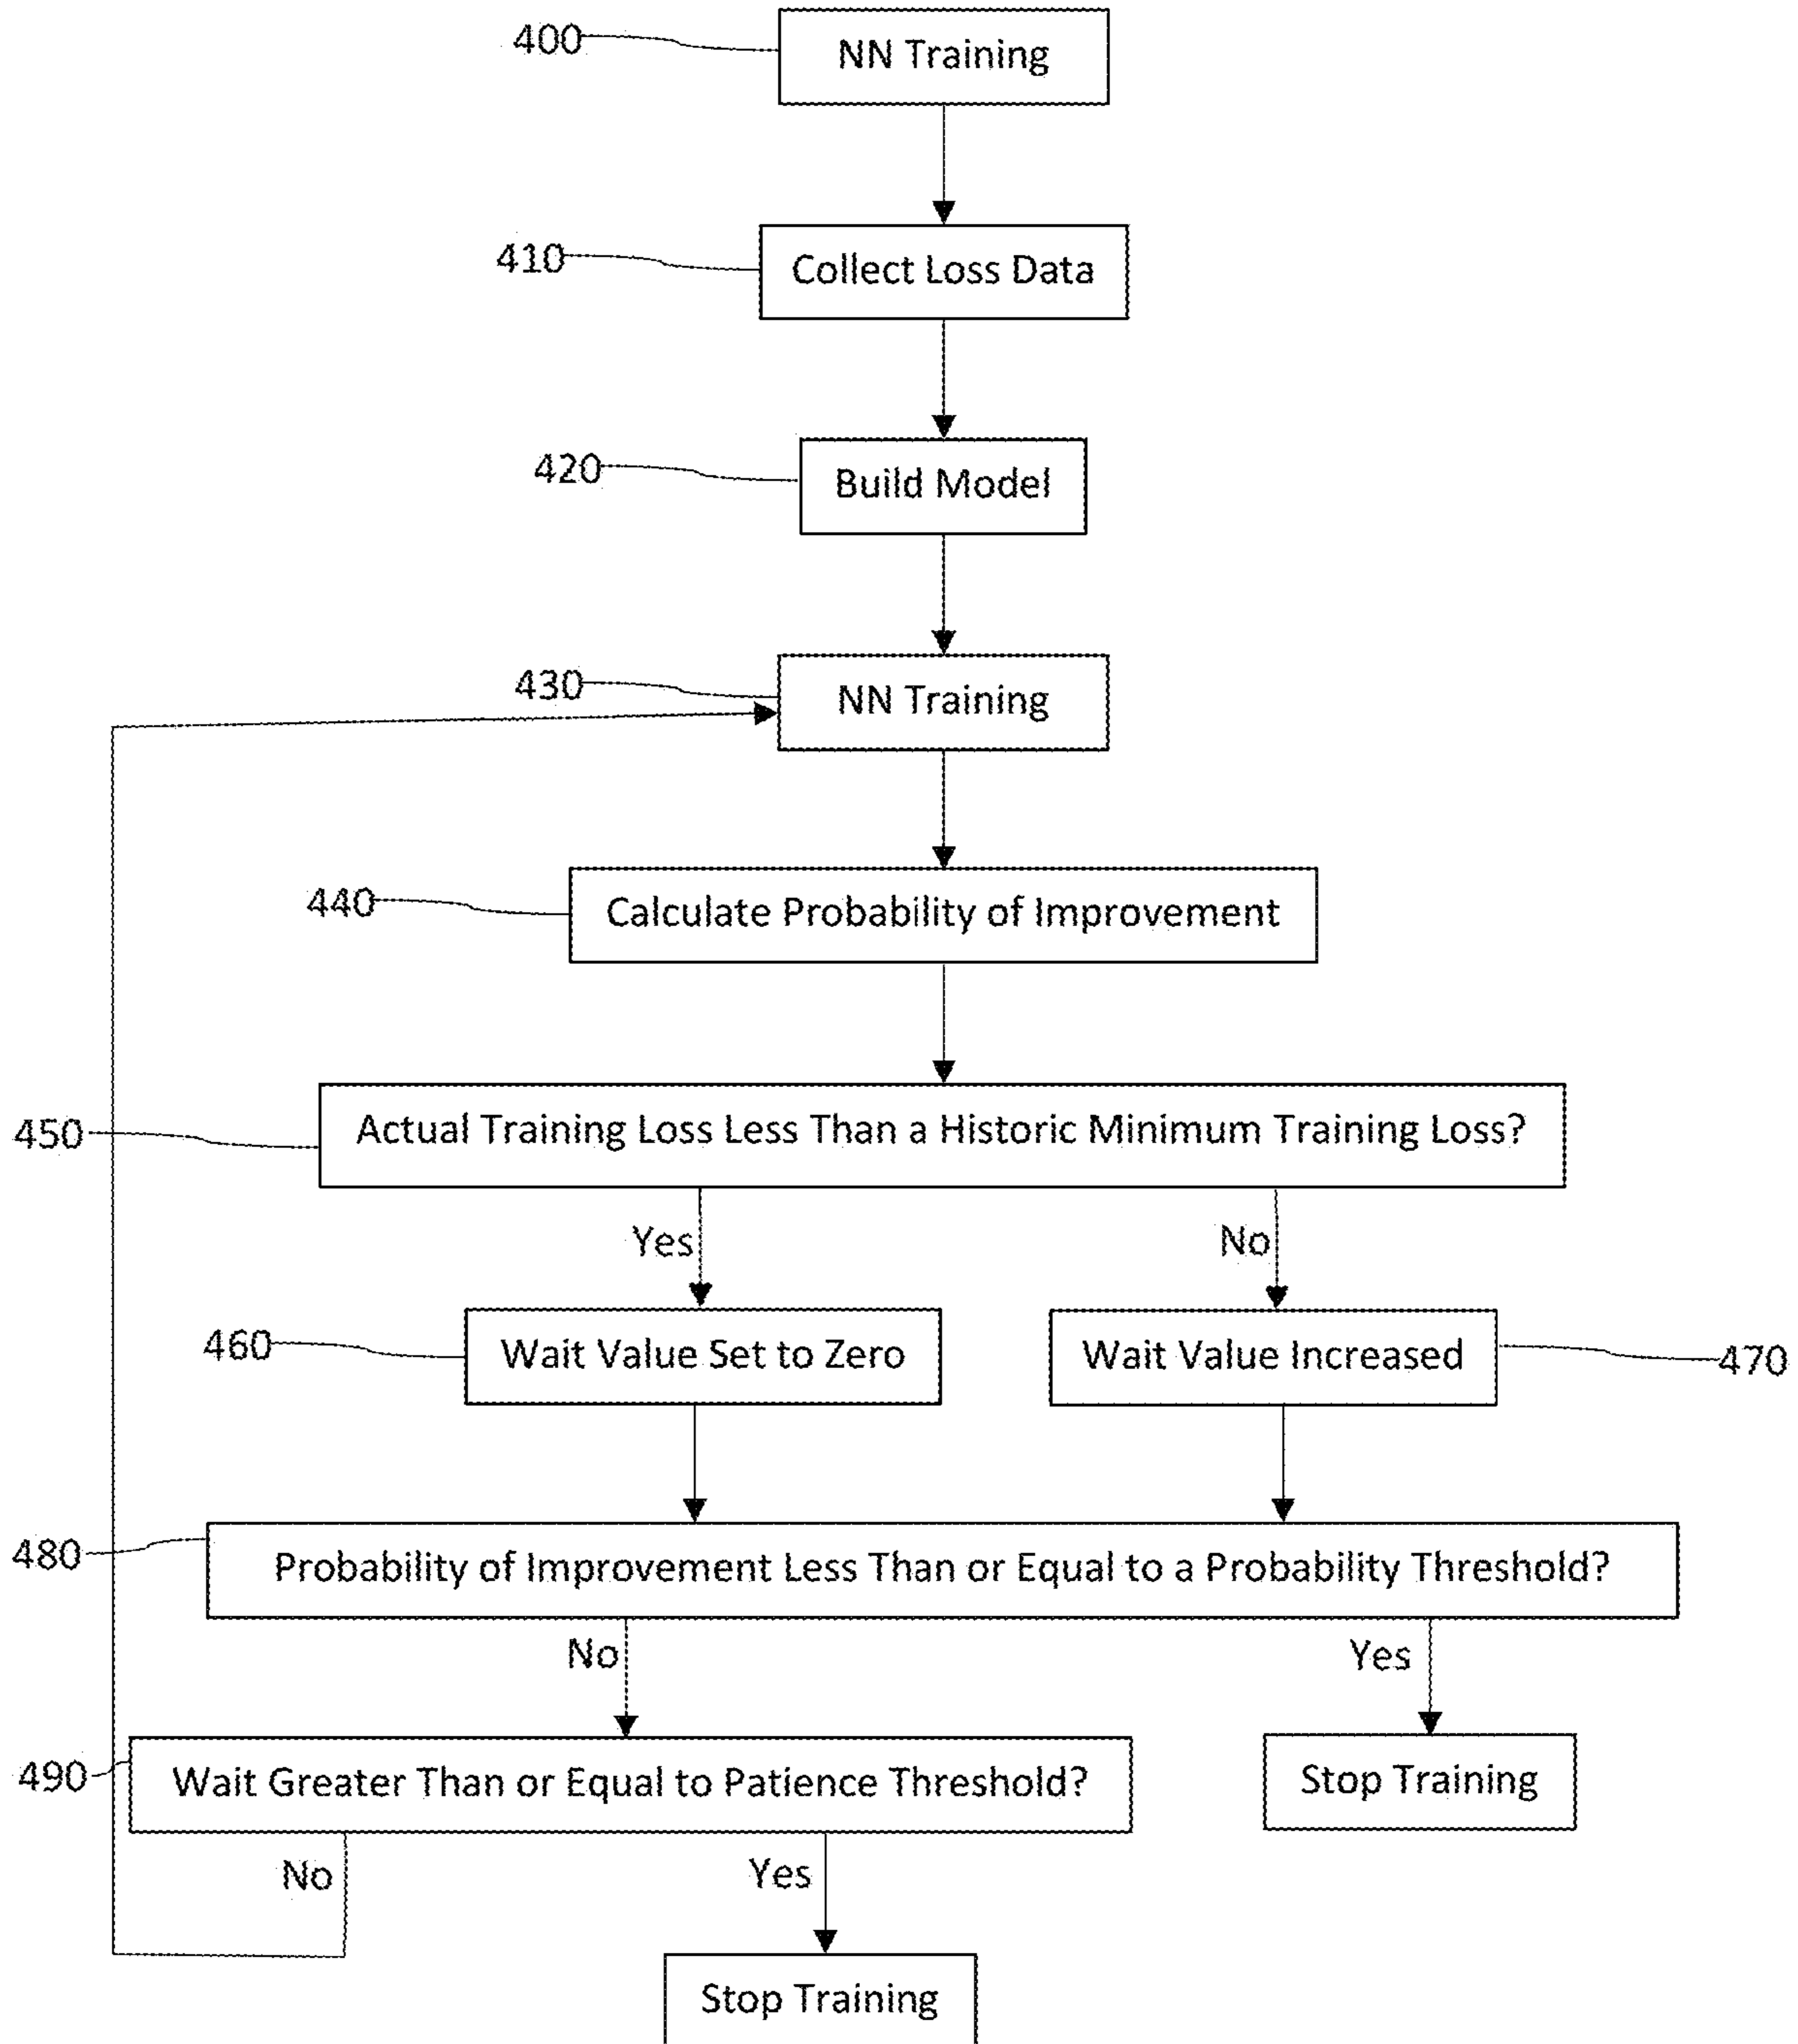 400
NN Training
410
Collect Loss Data
420
Build Model
430
NN Training
440
Calculate Probability of Improvement
450
Actual Training Loss Less Than a Historic Minimum Training Loss?
Yes
No
460
Wait Value Set to Zero
Wait Value Increased
470
480
Probability of Improvement Less Than or Equal to a Probability Threshold?
No
Yes
490
Wait Greater Than or Equal to Patience Threshold?
Stop Training
No
Yes
Stop Training